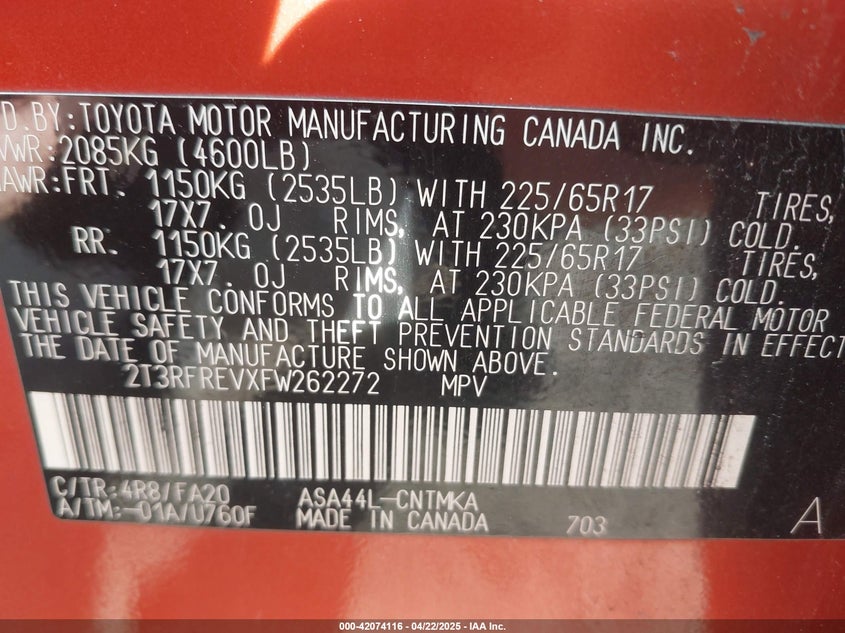 D.BY:TOYOTA MOTOR MANUFACTURING CANADA INC.
VWR:2085KG (4600LB)
AWR:FRT. 1150KG (2535LB) WITH 225/65R17 TIRES,
17X7.0J RIMS, AT 230KPA (33PSI) COLD.
RR. 1150KG (2535LB) WITH 225/65R17 TIRES,
17X7.0J RIMS, AT 230KPA (33PSI) COLD.
THIS VEHICLE CONFORMS TO ALL APPLICABLE FEDERAL MOTOR
VEHICLE SAFETY AND THEFT PREVENTION STANDARDS IN EFFECT
THE DATE OF MANUFACTURE SHOWN ABOVE.
2T3RFREVXFW262272 MPV
C/TR:4R8/FA20 ASA44L-CNTMKA
A/TM:-01A/U760F MADE IN CANADA 703 A
000-42074116 - 04/22/2025 - IAA Inc.